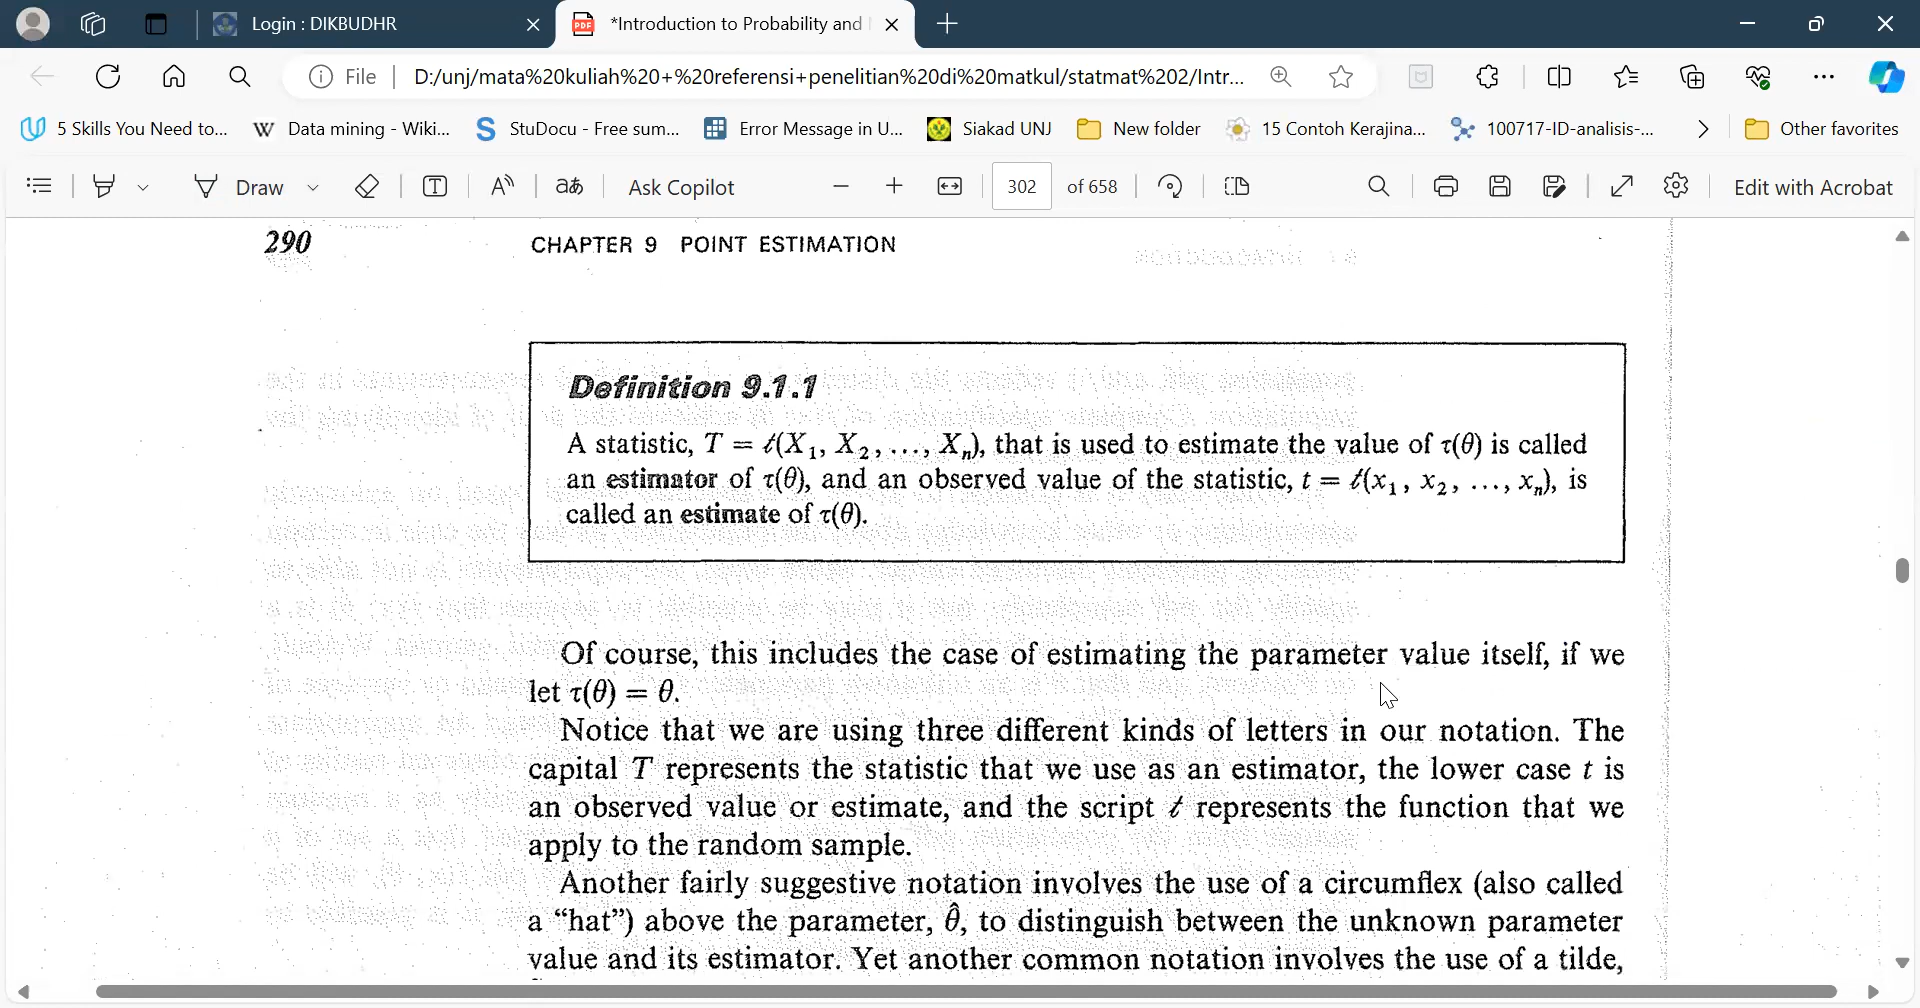 Login : DIKBUDHR
*Introduction to Probability and
File
D:/unj/mata%20kuliah%20+%20referensi+penelitian%20di%20matkul/statmat%202/Intr...
5 Skills You Need to...
Data mining - Wiki...
StuDocu - Free sum...
Error Message in U...
Siakad UNJ
New folder
15 Contoh Kerajina...
100717-ID-analisis-...
Other favorites
Draw
Ask Copilot
302 of 658
Edit with Acrobat
290
CHAPTER 9 POINT ESTIMATION
Definition 9.1.1
A statistic, T = 𝓉(X₁, X₂, ..., Xₙ), that is used to estimate the value of τ(θ) is called
an estimator of τ(θ), and an observed value of the statistic, t = 𝓉(x₁, x₂, ..., xₙ), is
called an estimate of τ(θ).
Of course, this includes the case of estimating the parameter value itself, if we
let τ(θ) = θ.
Notice that we are using three different kinds of letters in our notation. The
capital T represents the statistic that we use as an estimator, the lower case t is
an observed value or estimate, and the script 𝓉 represents the function that we
apply to the random sample.
Another fairly suggestive notation involves the use of a circumflex (also called
a “hat”) above the parameter, θ̂, to distinguish between the unknown parameter
value and its estimator. Yet another common notation involves the use of a tilde,